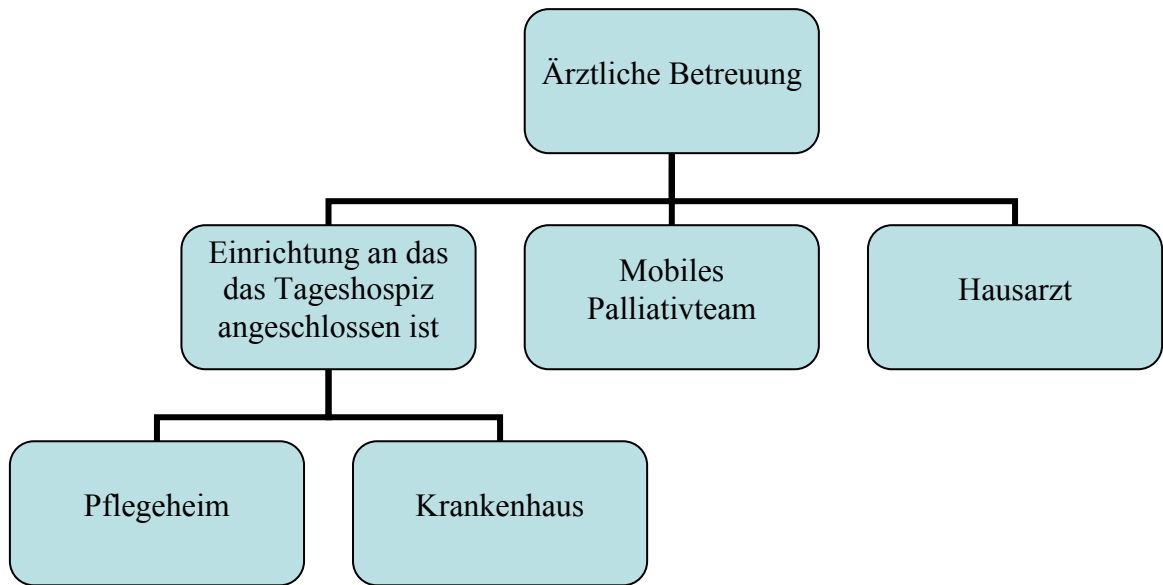 Ärztliche Betreuung
Einrichtung an das
das Tageshospiz
angeschlossen ist
Mobiles
Palliativteam
Hausarzt
Pflegeheim
Krankenhaus